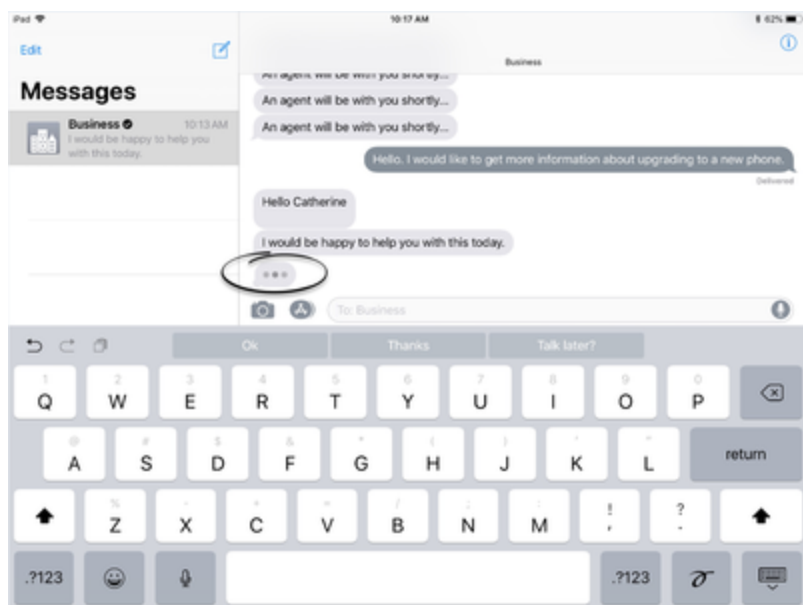 iPad 10:17 AM 62%
Edit
Business
Messages
An agent will be with you shortly...
Business 10:13 AM
I would be happy to help you
with this today.
An agent will be with you shortly...
An agent will be with you shortly...
Hello. I would like to get more information about upgrading to a new phone.
Delivered
Hello Catherine
I would be happy to help you with this today.
To: Business
Ok Thanks Talk later?
1 2 3 4 5 6 7 8 9 0
Q W E R T Y U I O P
@ # $ & * ( ) ' "
A S D F G H J K L return
% - + = / ; : ! ?
Z X C V B N M , .
.?123 .?123